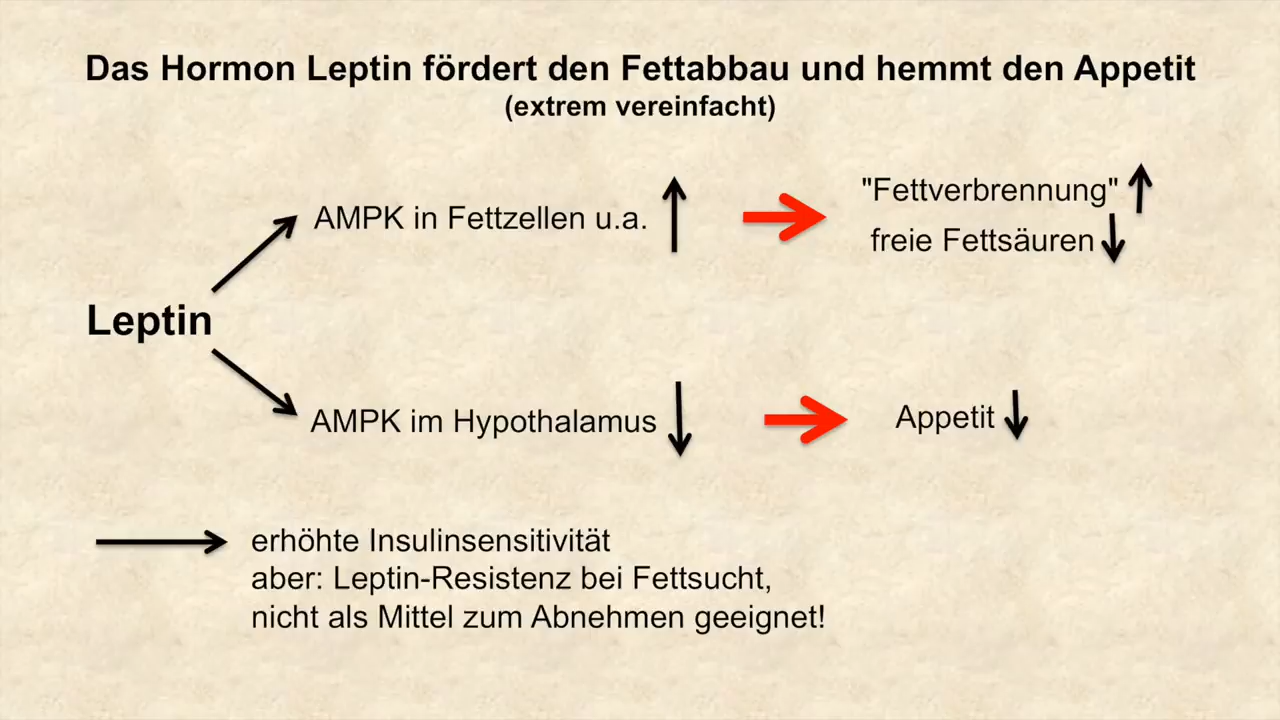 Das Hormon Leptin fördert den Fettabbau und hemmt den Appetit
(extrem vereinfacht)
"Fettverbrennung"
AMPK in Fettzellen u.a.
freie Fettsäuren
Leptin
AMPK im Hypothalamus
Appetit
erhöhte Insulinsensitivität
aber: Leptin-Resistenz bei Fettsucht,
nicht als Mittel zum Abnehmen geeignet!